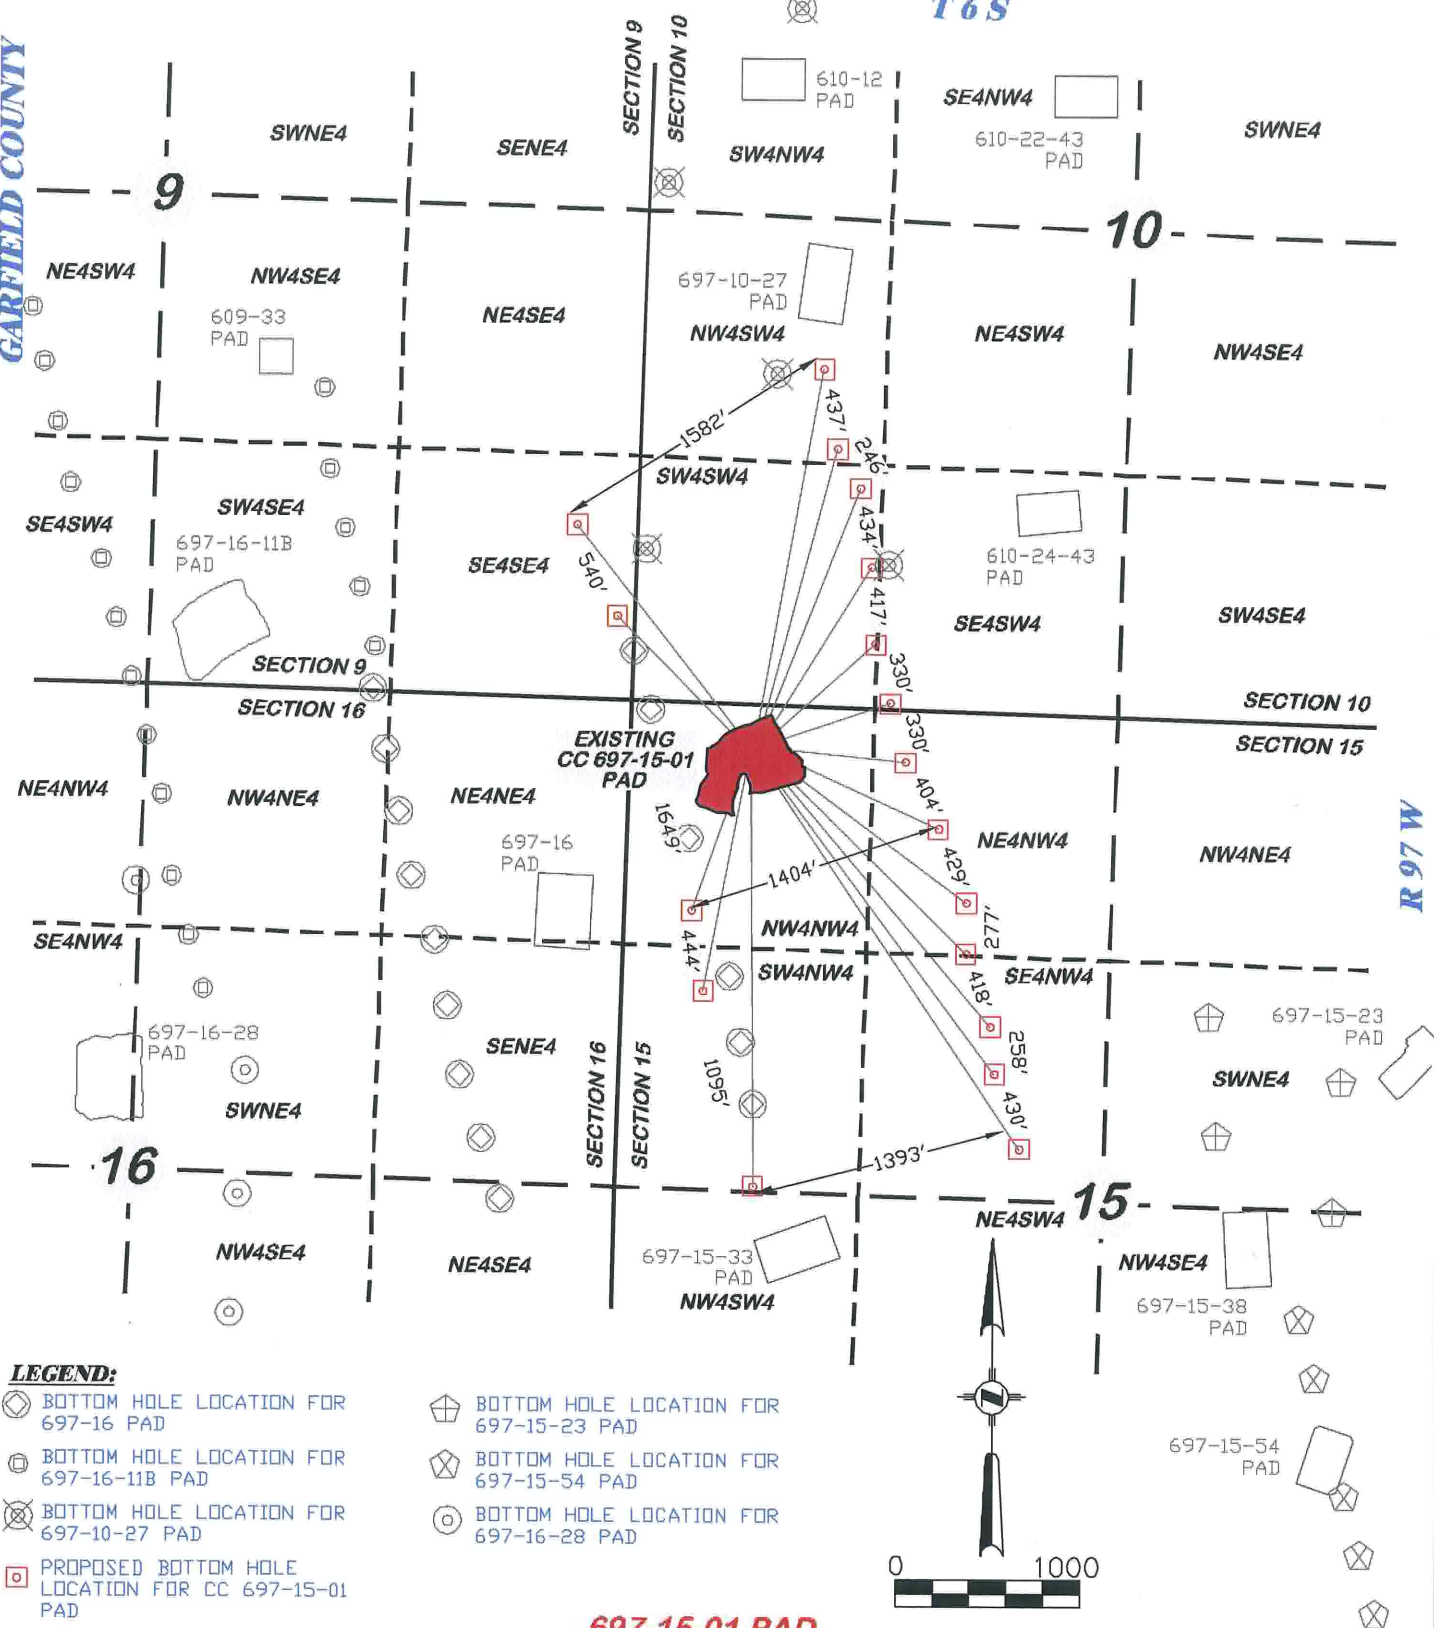 T 6 S
GARFIELD COUNTY
SECTION 9
SECTION 10
610-12
PAD
SE4NW4
610-22-43
PAD
SWNE4
SENE4
SW4NW4
SWNE4
9
10
NE4SW4
NW4SE4
609-33
PAD
NE4SE4
697-10-27
PAD
NW4SW4
NE4SW4
NW4SE4
1582'
437'
246'
SW4SW4
SE4SW4
SW4SE4
697-16-11B
PAD
SE4SE4
540'
434'
417'
610-24-43
PAD
SE4SW4
SW4SE4
330'
330'
SECTION 9
SECTION 16
SECTION 10
SECTION 15
EXISTING
CC 697-15-01
PAD
NE4NW4
NW4NE4
NE4NE4
697-16
PAD
1649'
1404'
404'
429'
NE4NW4
NW4NE4
R 97 W
SE4NW4
NW4NW4
277'
444'
SW4NW4
418'
SE4NW4
697-16-28
PAD
SENE4
SECTION 16
SECTION 15
1095'
258'
430'
697-15-23
PAD
SWNE4
SWNE4
16
1393'
15
NE4SW4
NW4SE4
NE4SE4
697-15-33
PAD
NW4SW4
NW4SE4
697-15-38
PAD
LEGEND:
BOTTOM HOLE LOCATION FOR
697-16 PAD
BOTTOM HOLE LOCATION FOR
697-16-11B PAD
BOTTOM HOLE LOCATION FOR
697-10-27 PAD
PROPOSED BOTTOM HOLE
LOCATION FOR CC 697-15-01
PAD
BOTTOM HOLE LOCATION FOR
697-15-23 PAD
BOTTOM HOLE LOCATION FOR
697-15-54 PAD
BOTTOM HOLE LOCATION FOR
697-16-28 PAD
Z
697-15-54
PAD
0 1000
697-15-01 PAD